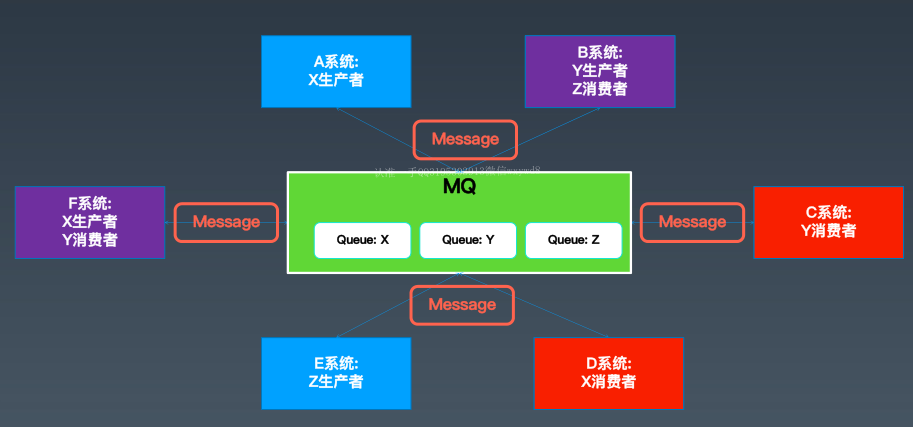 A系统:
X生产者
B系统:
Y生产者
Z消费者
Message
MQ
F系统:
X生产者
Y消费者
Message
Queue: X
Queue: Y
Queue: Z
Message
C系统:
Y消费者
Message
E系统:
Z生产者
D系统:
X消费者